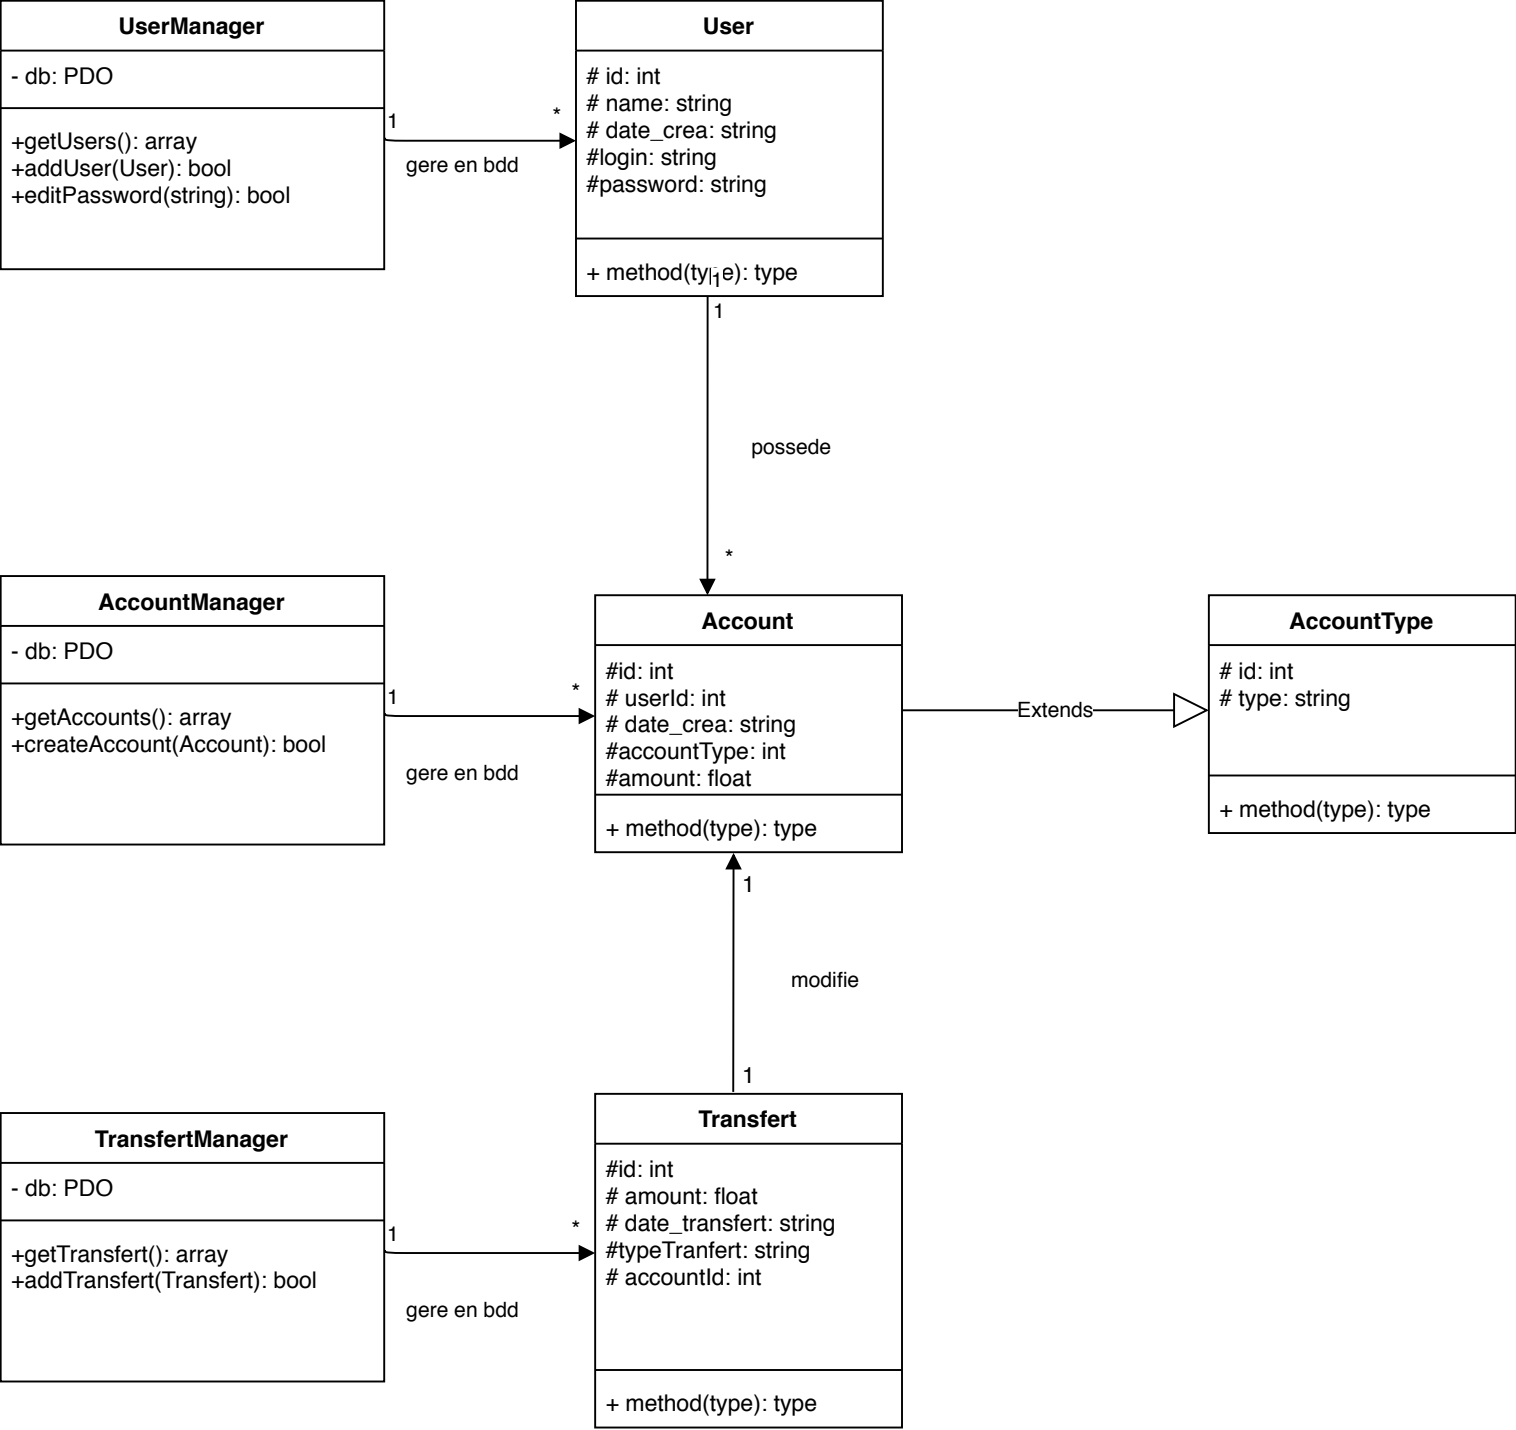 UserManager
- db: PDO
+getUsers(): array
+addUser(User): bool
+editPassword(string): bool
1
*
gere en bdd
User
# id: int
# name: string
# date_crea: string
#login: string
#password: string
+ method(type): type
1
1
possede
*
AccountManager
- db: PDO
+getAccounts(): array
+createAccount(Account): bool
1
*
gere en bdd
Account
#id: int
# userId: int
# date_crea: string
#accountType: int
#amount: float
+ method(type): type
Extends
AccountType
# id: int
# type: string
+ method(type): type
1
modifie
1
TransfertManager
- db: PDO
+getTransfert(): array
+addTransfert(Transfert): bool
1
*
gere en bdd
Transfert
#id: int
# amount: float
# date_transfert: string
#typeTranfert: string
# accountId: int
+ method(type): type